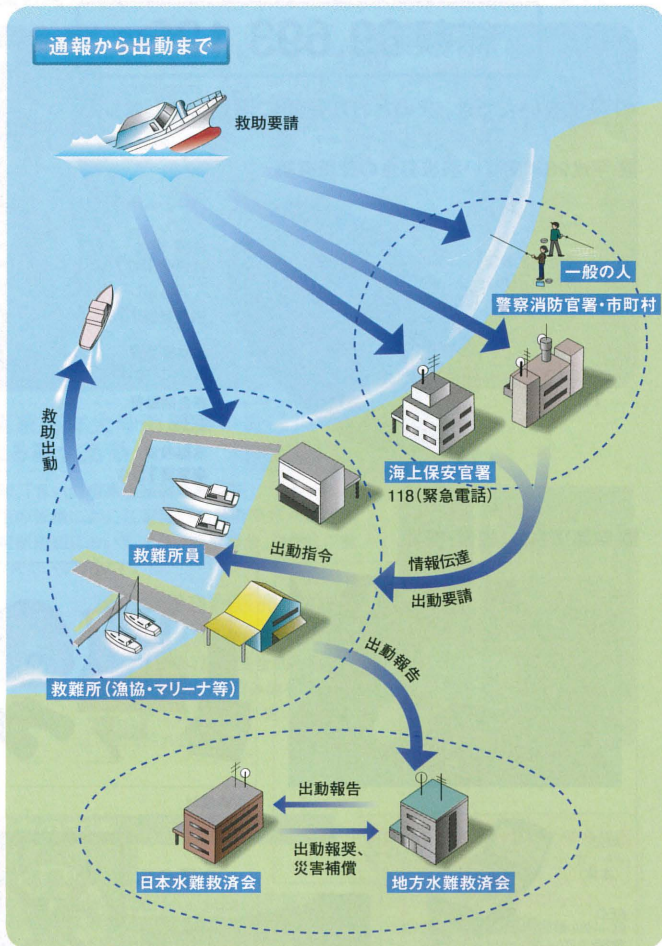 通報から出動まで
救助要請
一般の人
警察消防官署・市町村
海上保安官署
118(緊急電話)
救助出動
救難所員
出動指令
情報伝達
出動要請
救難所(漁協・マリーナ等)
出動報告
出動報告
出動報奨、
災害補償
日本水難救済会
地方水難救済会